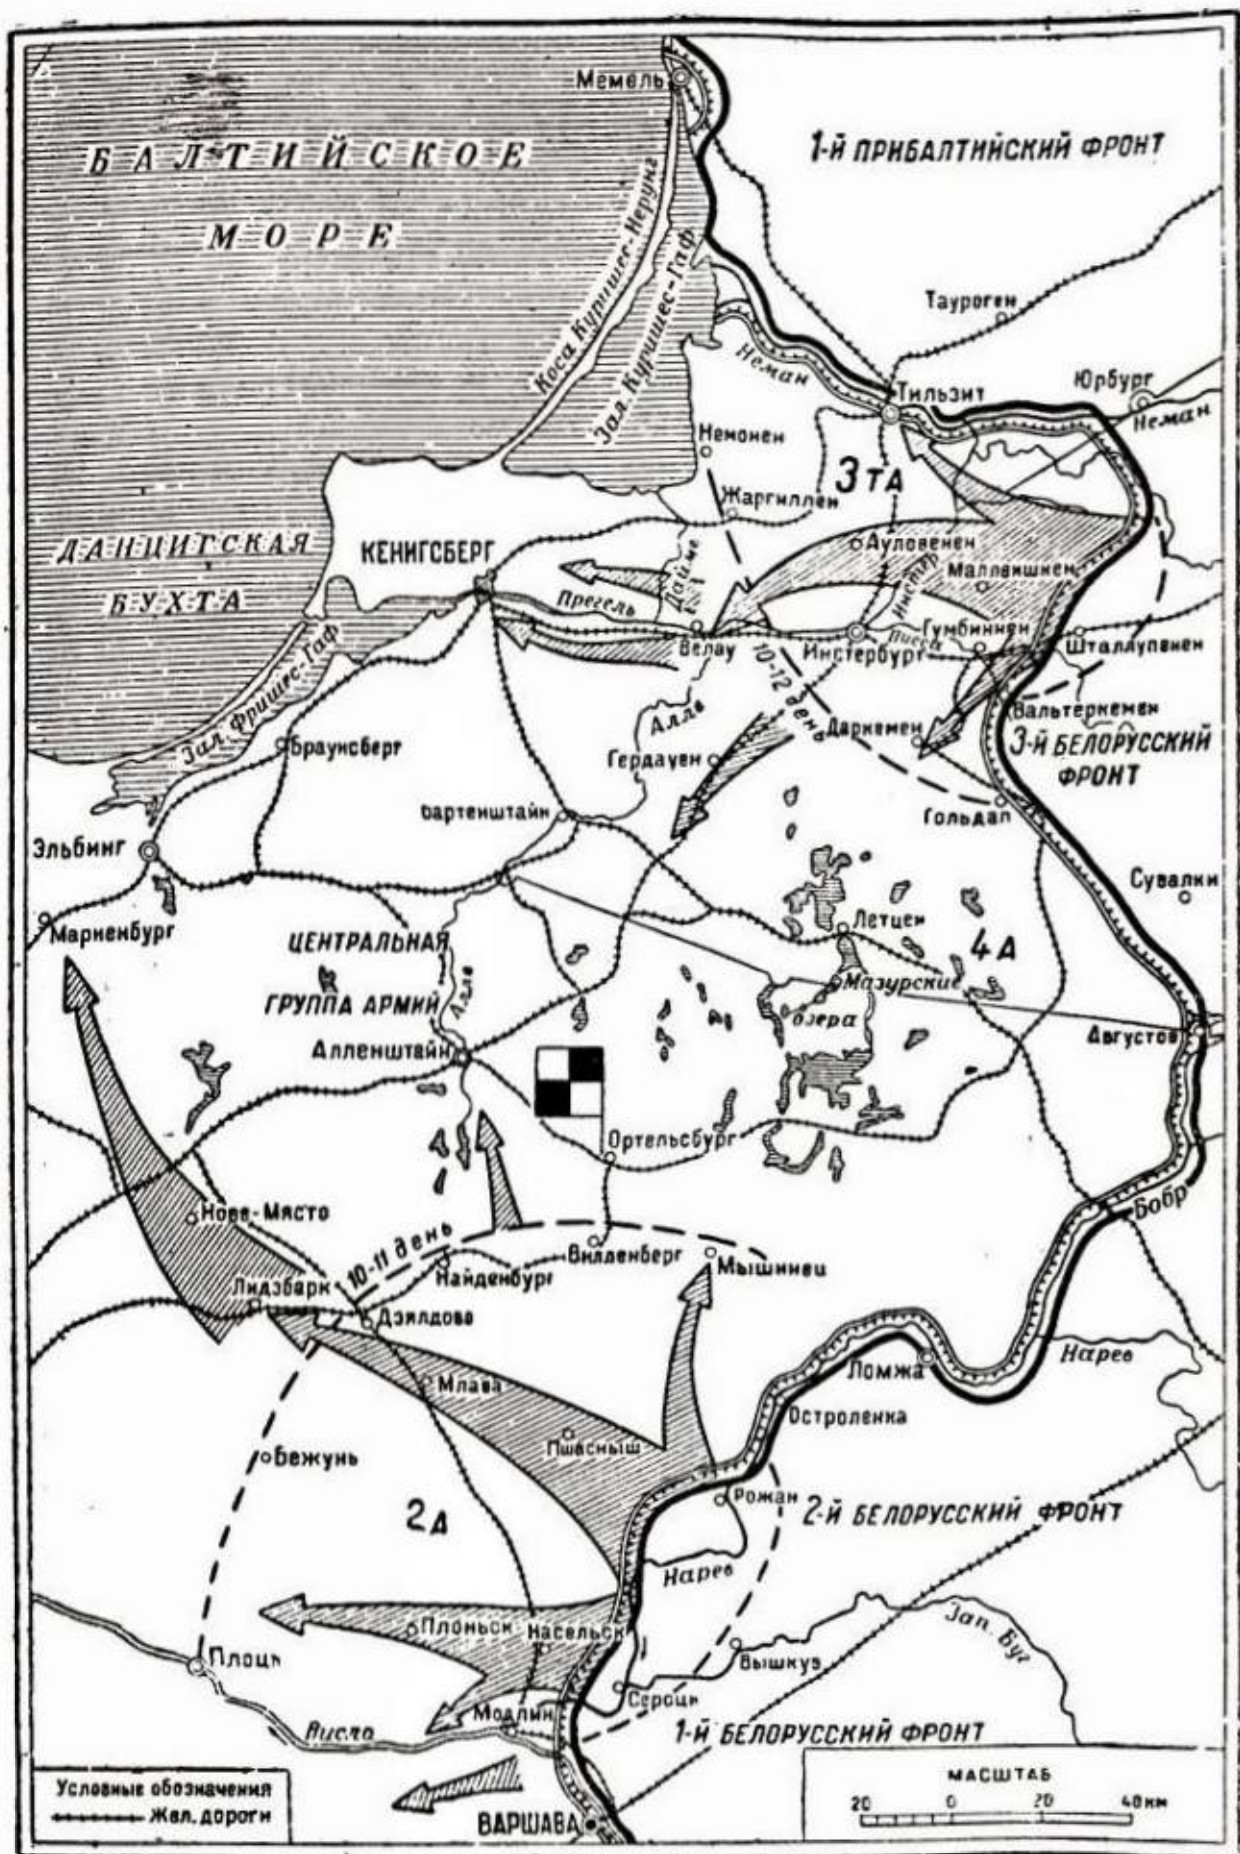 Мемель
БАЛТИЙСКОЕ
МОРЕ
1-Й ПРИБАЛТИЙСКИЙ ФРОНТ
Коса Куришес-Нерунг
Зал. Куришес-Гаф
Тауроген
Неман
Тильзит
Юрбург
Неман
Немонен
3 ТА
Жаргиллен
ДАНЦИГСКАЯ
БУХТА
КЕНИГСБЕРГ
Ауловенен
Дайме
Инстер
Маллвишкен
Прегель
Гумбиннен
Велау
Инстербург
Писса
Шталлупенен
Зал. Фришес-Гаф
10-12 день
Алле
Вальтеркемен
Браунсберг
Даркемен
3-Й БЕЛОРУССКИЙ
ФРОНТ
Гердауен
Бартенштайн
Гольдап
Эльбинг
Сувалки
Мариенбург
Летцен
ЦЕНТРАЛЬНАЯ
4 А
ГРУППА АРМИЙ
Алле
Мазурские
озера
Алленштайн
Августов
Ортельсбург
Бобр
Нове-Място
10-11 день
Вилленберг
Мышинец
Найденбург
Лидзбарк
Дзялдово
Нарев
Ломжа
Млава
Остроленка
Пшасныш
Бежунь
Рожан
2 А
2-Й БЕЛОРУССКИЙ ФРОНТ
Нарев
Зап. Буг
Плоньск
Насельск
Вышкув
Плоцк
Сероцк
Модлин
Висла
1-Й БЕЛОРУССКИЙ ФРОНТ
Условные обозначения
Жел. дороги
ВАРШАВА
МАСШТАБ
20 0 20 40 км